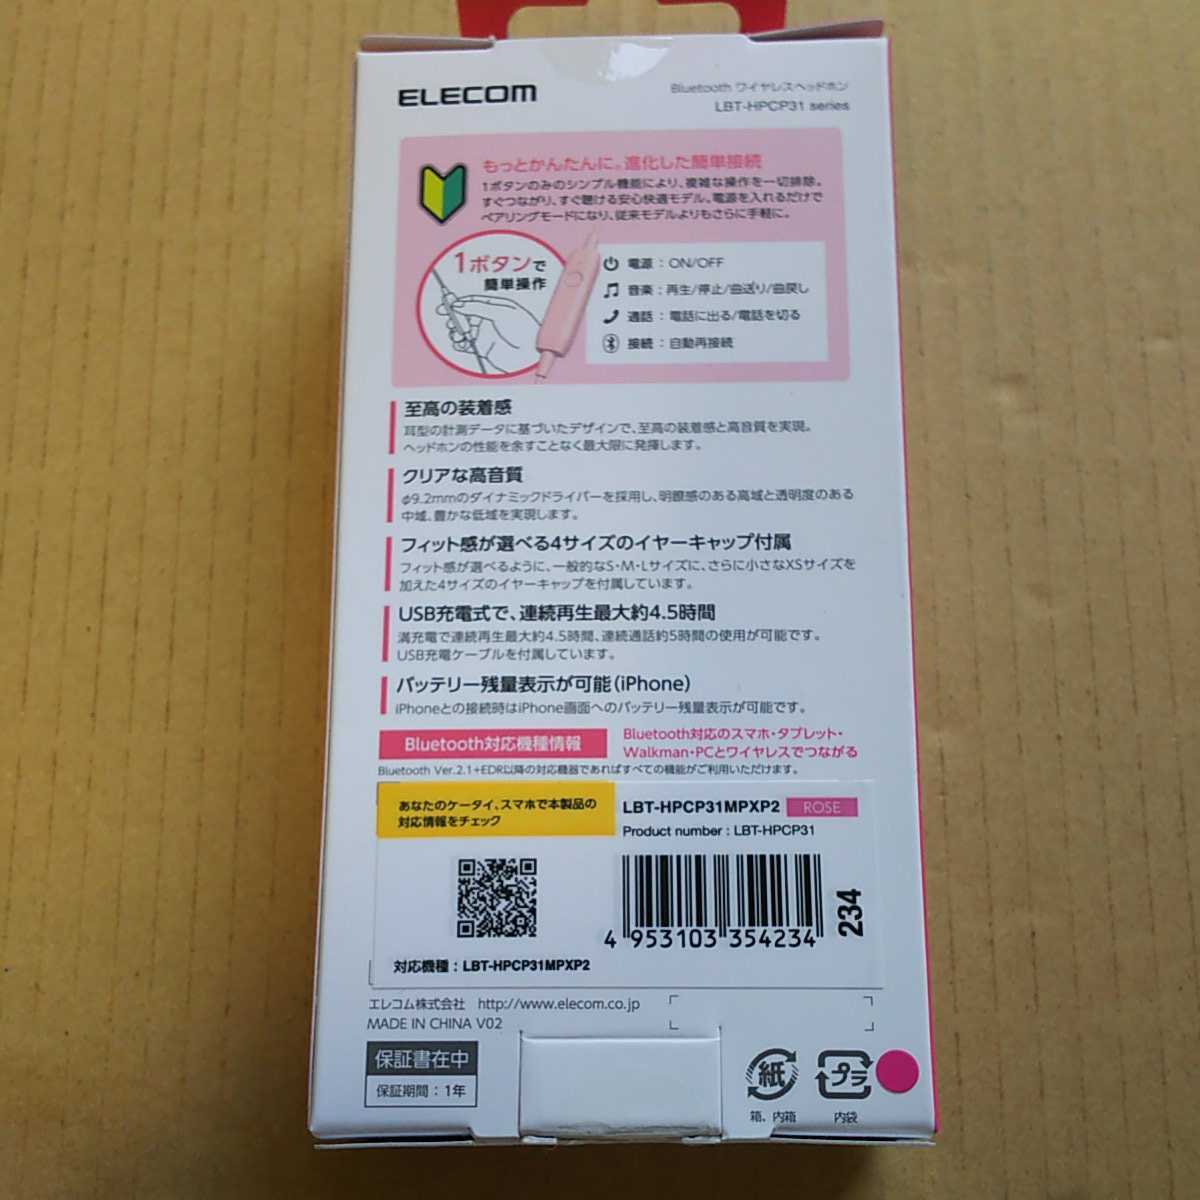 ELECOM
Bluetooth ワイヤレスヘッドホン
LBT-HPCP31 series
もっとかんたんに。進化した簡単接続
1ボタンのみのシンプル機能により、複雑な操作を一切排除。
すぐつながり、すぐ聴ける安心快適モデル。電源を入れるだけで
ペアリングモードになり、従来モデルよりもさらに手軽に。
1ボタンで
簡単操作
電源：ON/OFF
音楽：再生/停止/曲送り/曲戻し
通話：電話に出る/電話を切る
接続：自動再接続
至高の装着感
耳型の計測データに基づいたデザインで、至高の装着感と高音質を実現。
ヘッドホンの性能を余すことなく最大限に発揮します。
クリアな高音質
φ9.2mmのダイナミックドライバーを採用し、明瞭感のある高域と透明度のある
中域、豊かな低域を実現します。
フィット感が選べる4サイズのイヤーキャップ付属
フィット感が選べるように、一般的なS・M・Lサイズに、さらに小さなXSサイズを
加えた4サイズのイヤーキャップを付属しています。
USB充電式で、連続再生最大約4.5時間
満充電で連続再生最大約4.5時間、連続通話約5時間の使用が可能です。
USB充電ケーブルを付属しています。
バッテリー残量表示が可能(iPhone)
iPhoneとの接続時はiPhone画面へのバッテリー残量表示が可能です。
Bluetooth対応機種情報
Bluetooth対応のスマホ・タブレット・
Walkman・PCとワイヤレスでつながる
Bluetooth Ver.2.1+EDR以降の対応機器であればすべての機能がご利用いただけます。
あなたのケータイ、スマホで本製品の
対応情報をチェック
LBT-HPCP31MPXP2 ROSE
Product number : LBT-HPCP31
4 953103 354234
234
対応機種：LBT-HPCP31MPXP2
エレコム株式会社 http://www.elecom.co.jp
MADE IN CHINA V02
保証書在中
保証期間：1年
紙
箱、内箱
プラ
内袋